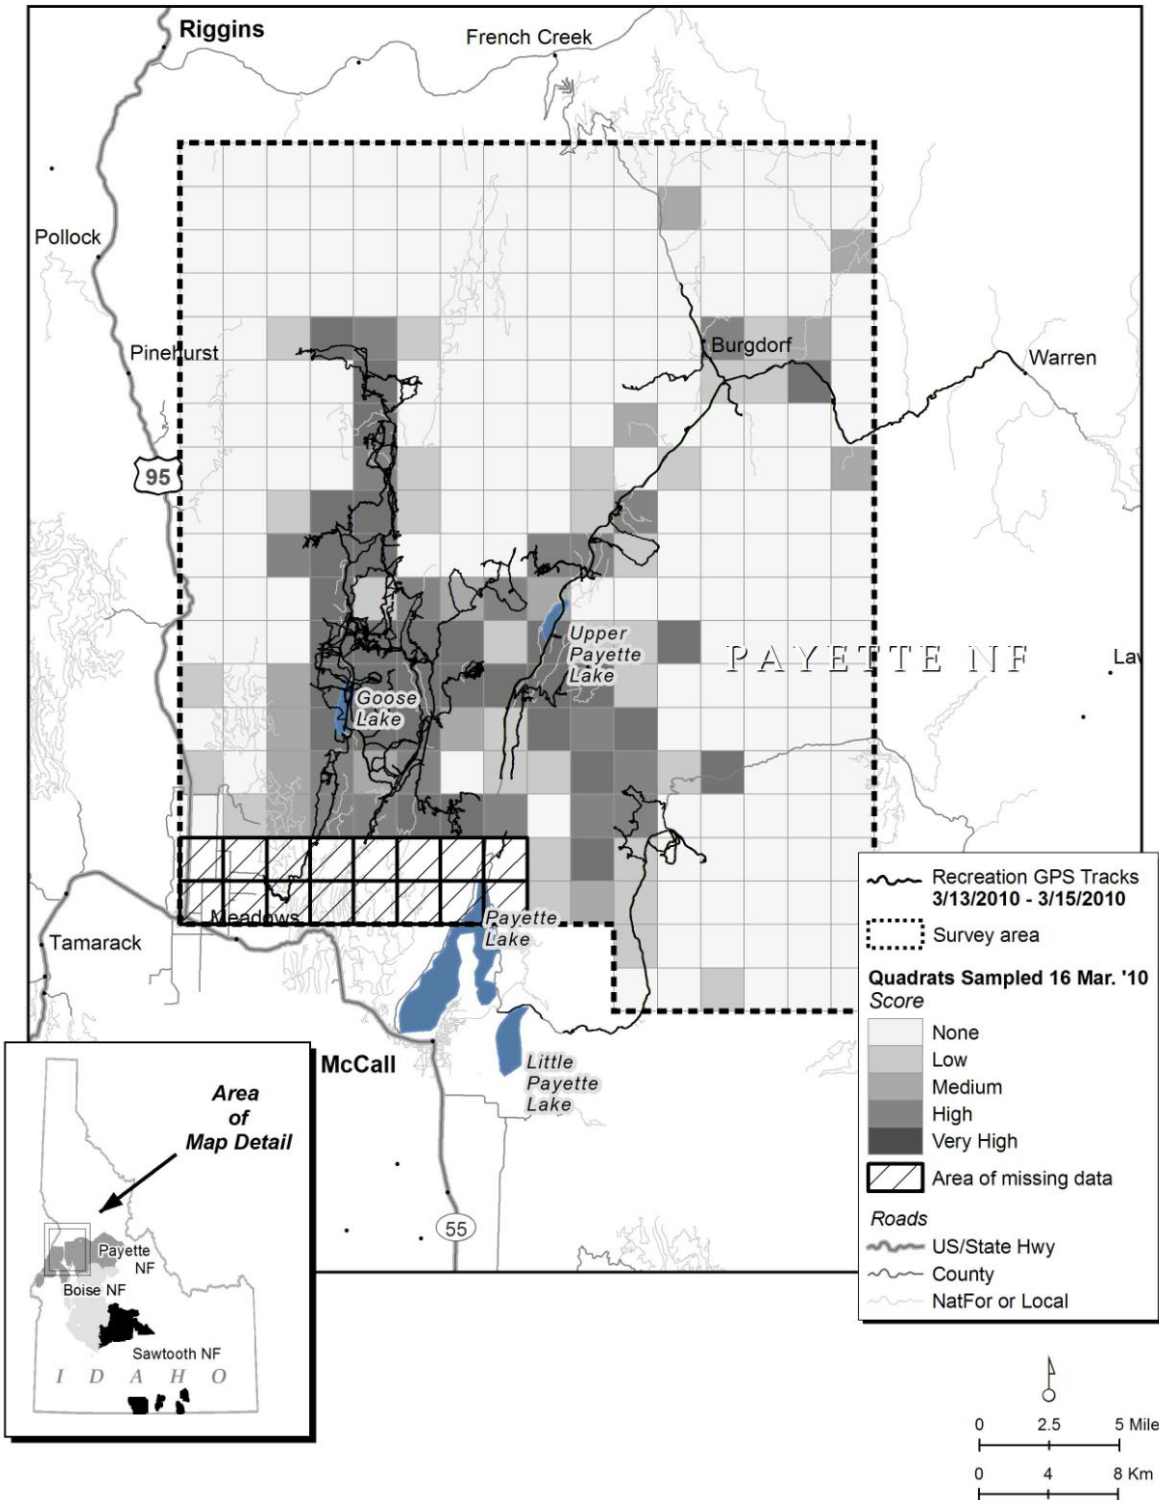 Riggins
French Creek
Pollock
Pinehurst
Burgdorf
Warren
95
Upper
Payette
Lake
PAYETTE NF
Goose
Lake
Meadows
Payette
Lake
Tamarack
McCall
Little
Payette
Lake
55
Recreation GPS Tracks
3/13/2010 - 3/15/2010
Survey area
Quadrats Sampled 16 Mar. '10
Score
None
Low
Medium
High
Very High
Area of missing data
Roads
US/State Hwy
County
NatFor or Local
Area
of
Map Detail
Payette
NF
Boise NF
Sawtooth NF
IDAHO
0 2.5 5 Mile
0 4 8 Km